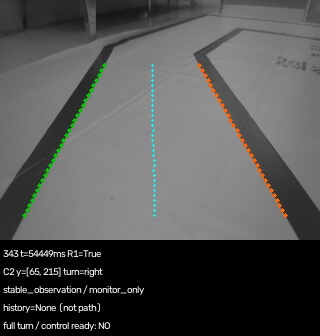 343 t=54449ms R1=True
C2 y=[65, 215] turn=right
stable_observation / monitor_only
history=None (not path)
full turn / control ready: NO